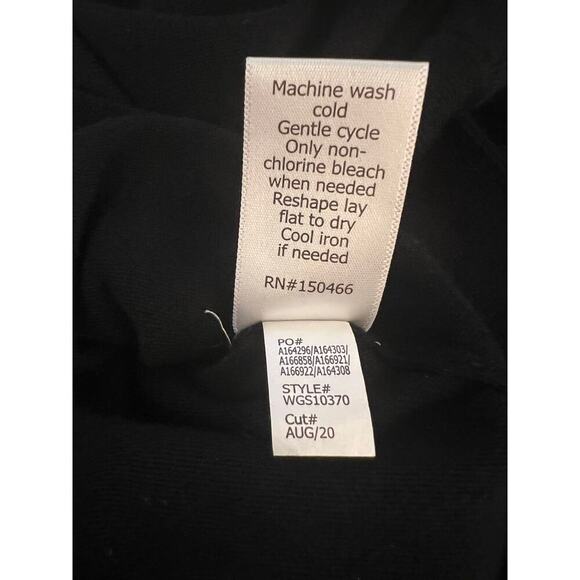 Machine wash
cold
Gentle cycle
Only non-
chlorine bleach
when needed
Reshape lay
flat to dry
Cool iron
if needed
RN#150466
PO#
A164296/A164303/
A166858/A166921/
A166922/A164308
STYLE#
WGS10370
Cut#
AUG/20